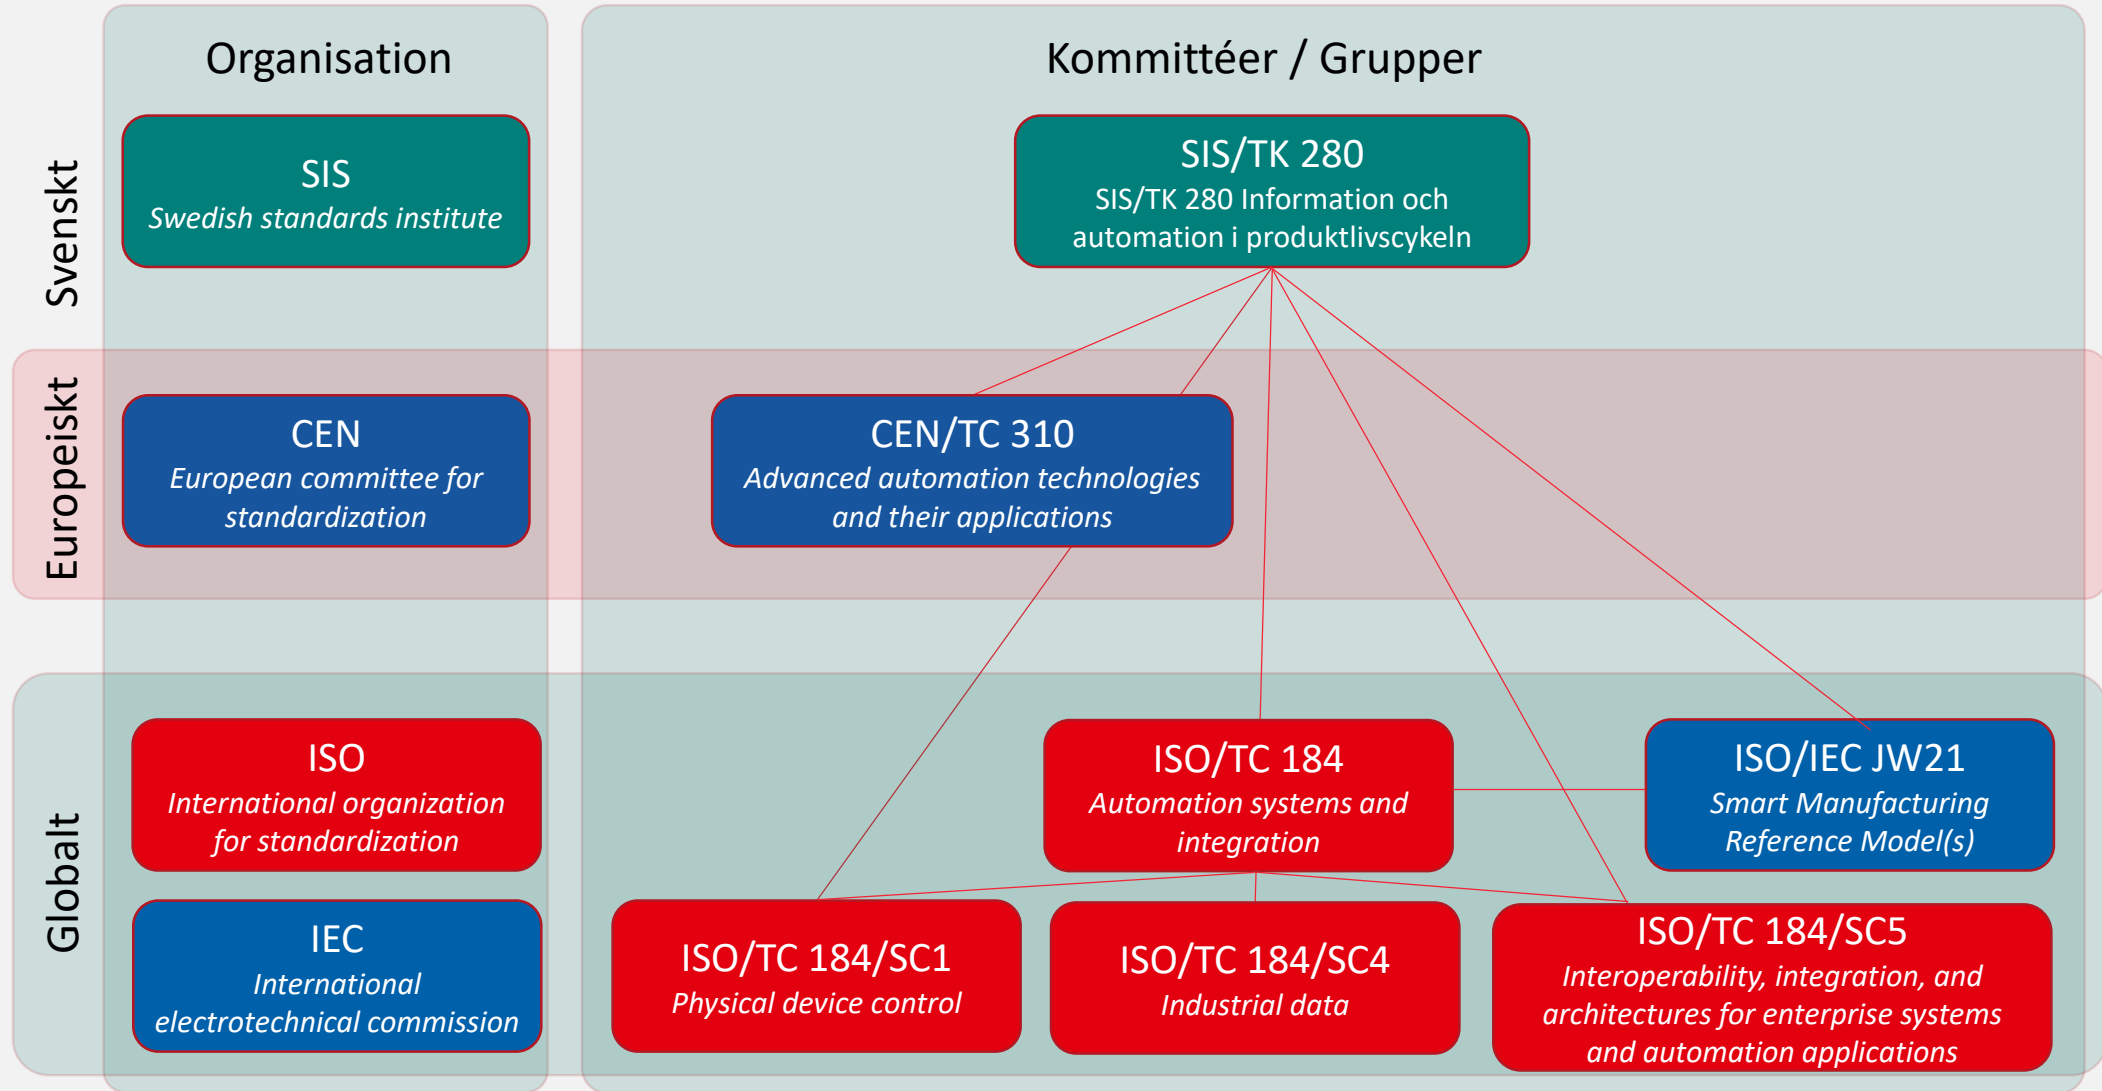 Organisation
Kommittéer / Grupper
Svenskt
SIS
Swedish standards institute
SIS/TK 280
SIS/TK 280 Information och
automation i produktlivscykeln
Europeiskt
CEN
European committee for
standardization
CEN/TC 310
Advanced automation technologies
and their applications
Globalt
ISO
International organization
for standardization
ISO/TC 184
Automation systems and
integration
ISO/IEC JW21
Smart Manufacturing
Reference Model(s)
IEC
International
electrotechnical commission
ISO/TC 184/SC1
Physical device control
ISO/TC 184/SC4
Industrial data
ISO/TC 184/SC5
Interoperability, integration, and
architectures for enterprise systems
and automation applications